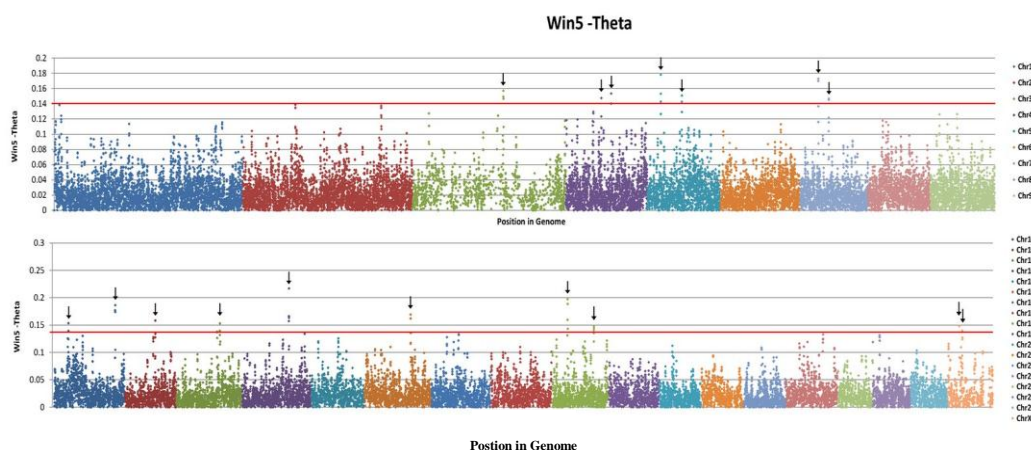 Win5 -Theta
Win5 -Theta
0.2
0.18
0.16
0.14
0.12
0.1
0.08
0.06
0.04
0.02
0
Position in Genome
Chr1
Chr2
Chr3
Chr4
Chr5
Chr6
Chr7
Chr8
Chr9
Win5 -Theta
0.3
0.25
0.2
0.15
0.1
0.05
0
Chr1
Chr1
Chr1
Chr1
Chr1
Chr1
Chr1
Chr1
Chr1
Chr1
Chr2
Chr2
Chr2
Chr2
Chr2
Chr2
Chr2
ChrX
Postion in Genome